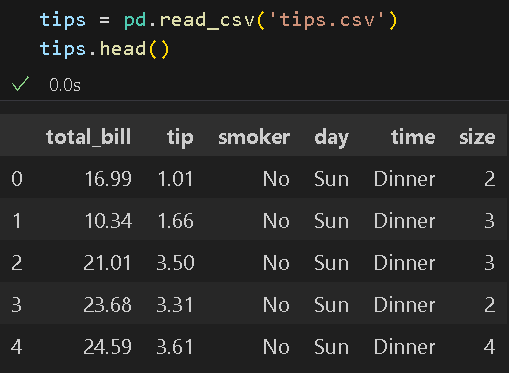 tips = pd.read_csv('tips.csv')
tips.head()
0.0s
total_bill tip smoker day time size
0 16.99 1.01 No Sun Dinner 2
1 10.34 1.66 No Sun Dinner 3
2 21.01 3.50 No Sun Dinner 3
3 23.68 3.31 No Sun Dinner 2
4 24.59 3.61 No Sun Dinner 4